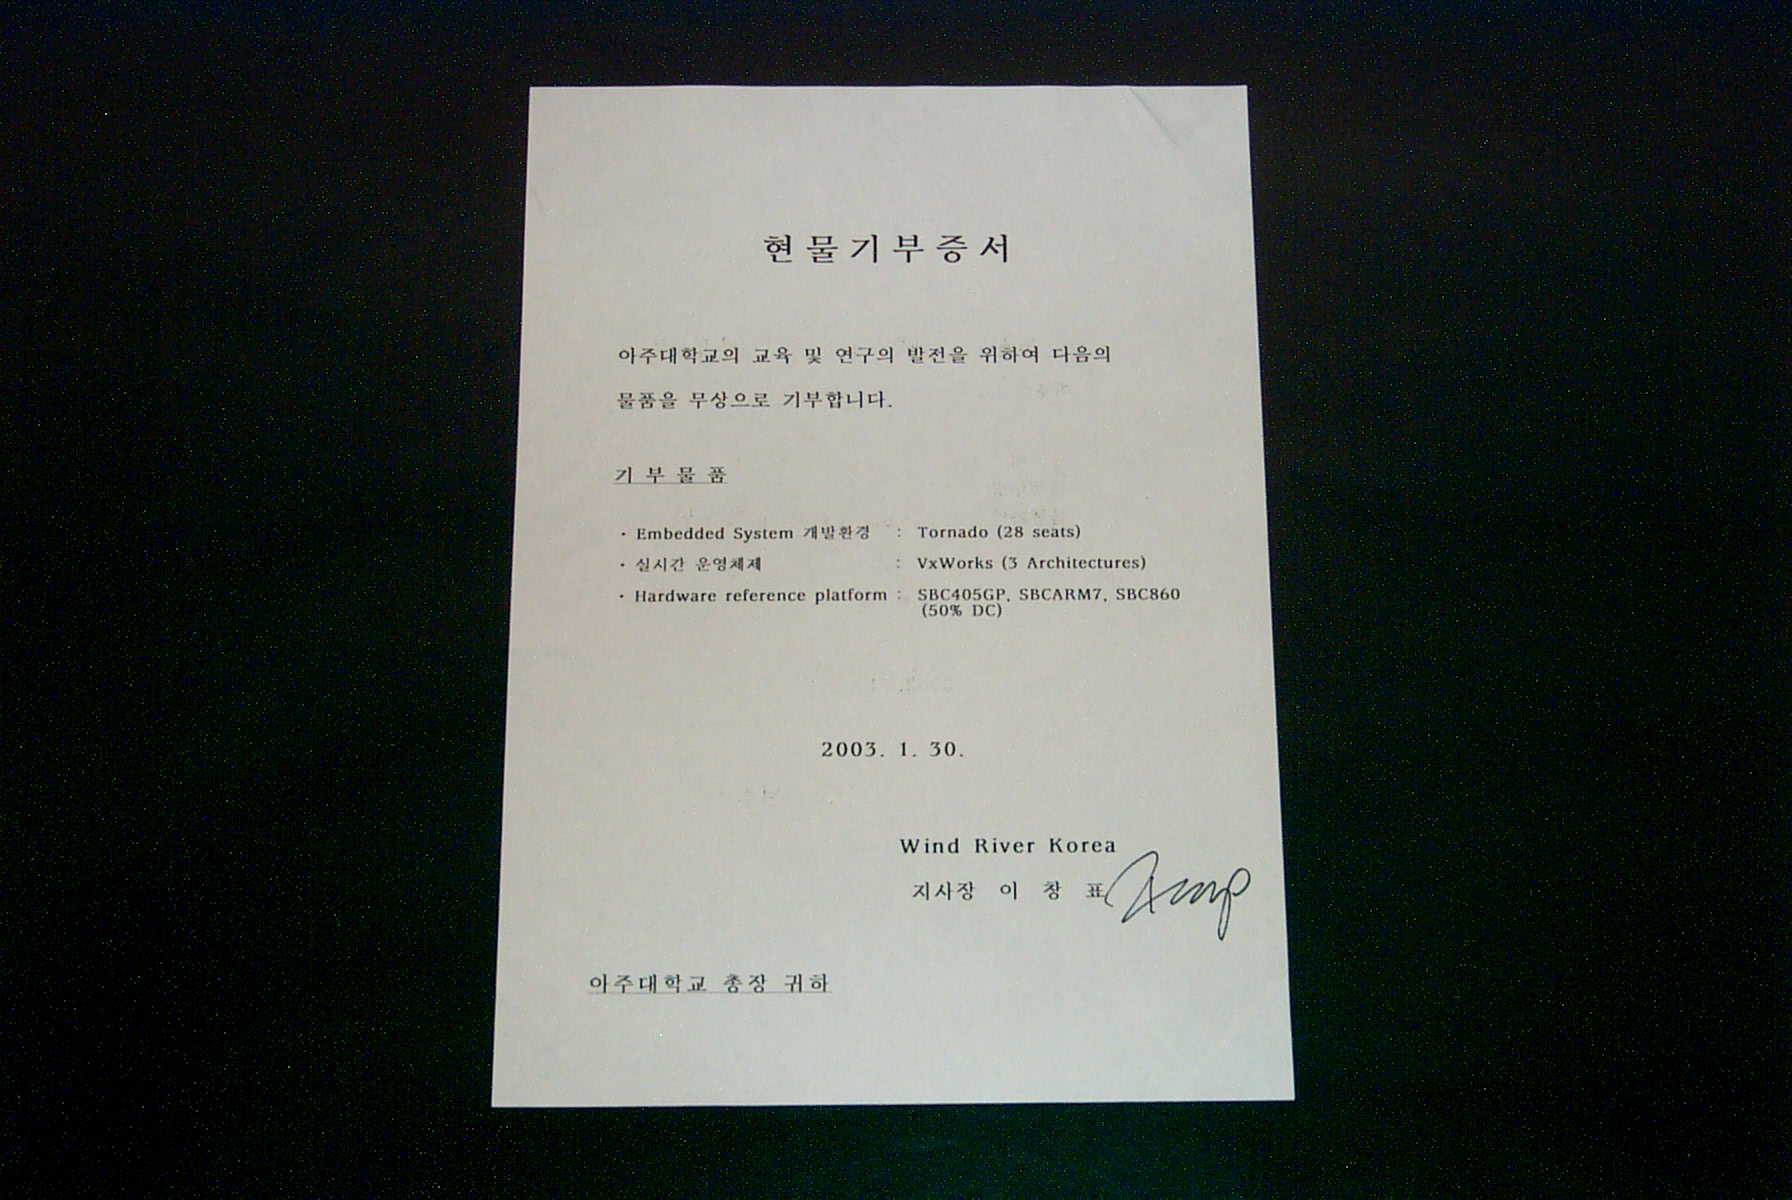 현물기부증서
아주대학교의 교육 및 연구의 발전을 위하여 다음의
물품을 무상으로 기부합니다.
기 부 물 품
· Embedded System 개발환경 : Tornado (28 seats)
· 실시간 운영체제 : VxWorks (3 Architectures)
· Hardware reference platform : SBC405GP, SBCARM7, SBC860
(50% DC)
2003. 1. 30.
Wind River Korea
지사장 이 창 표
아주대학교 총장 귀하